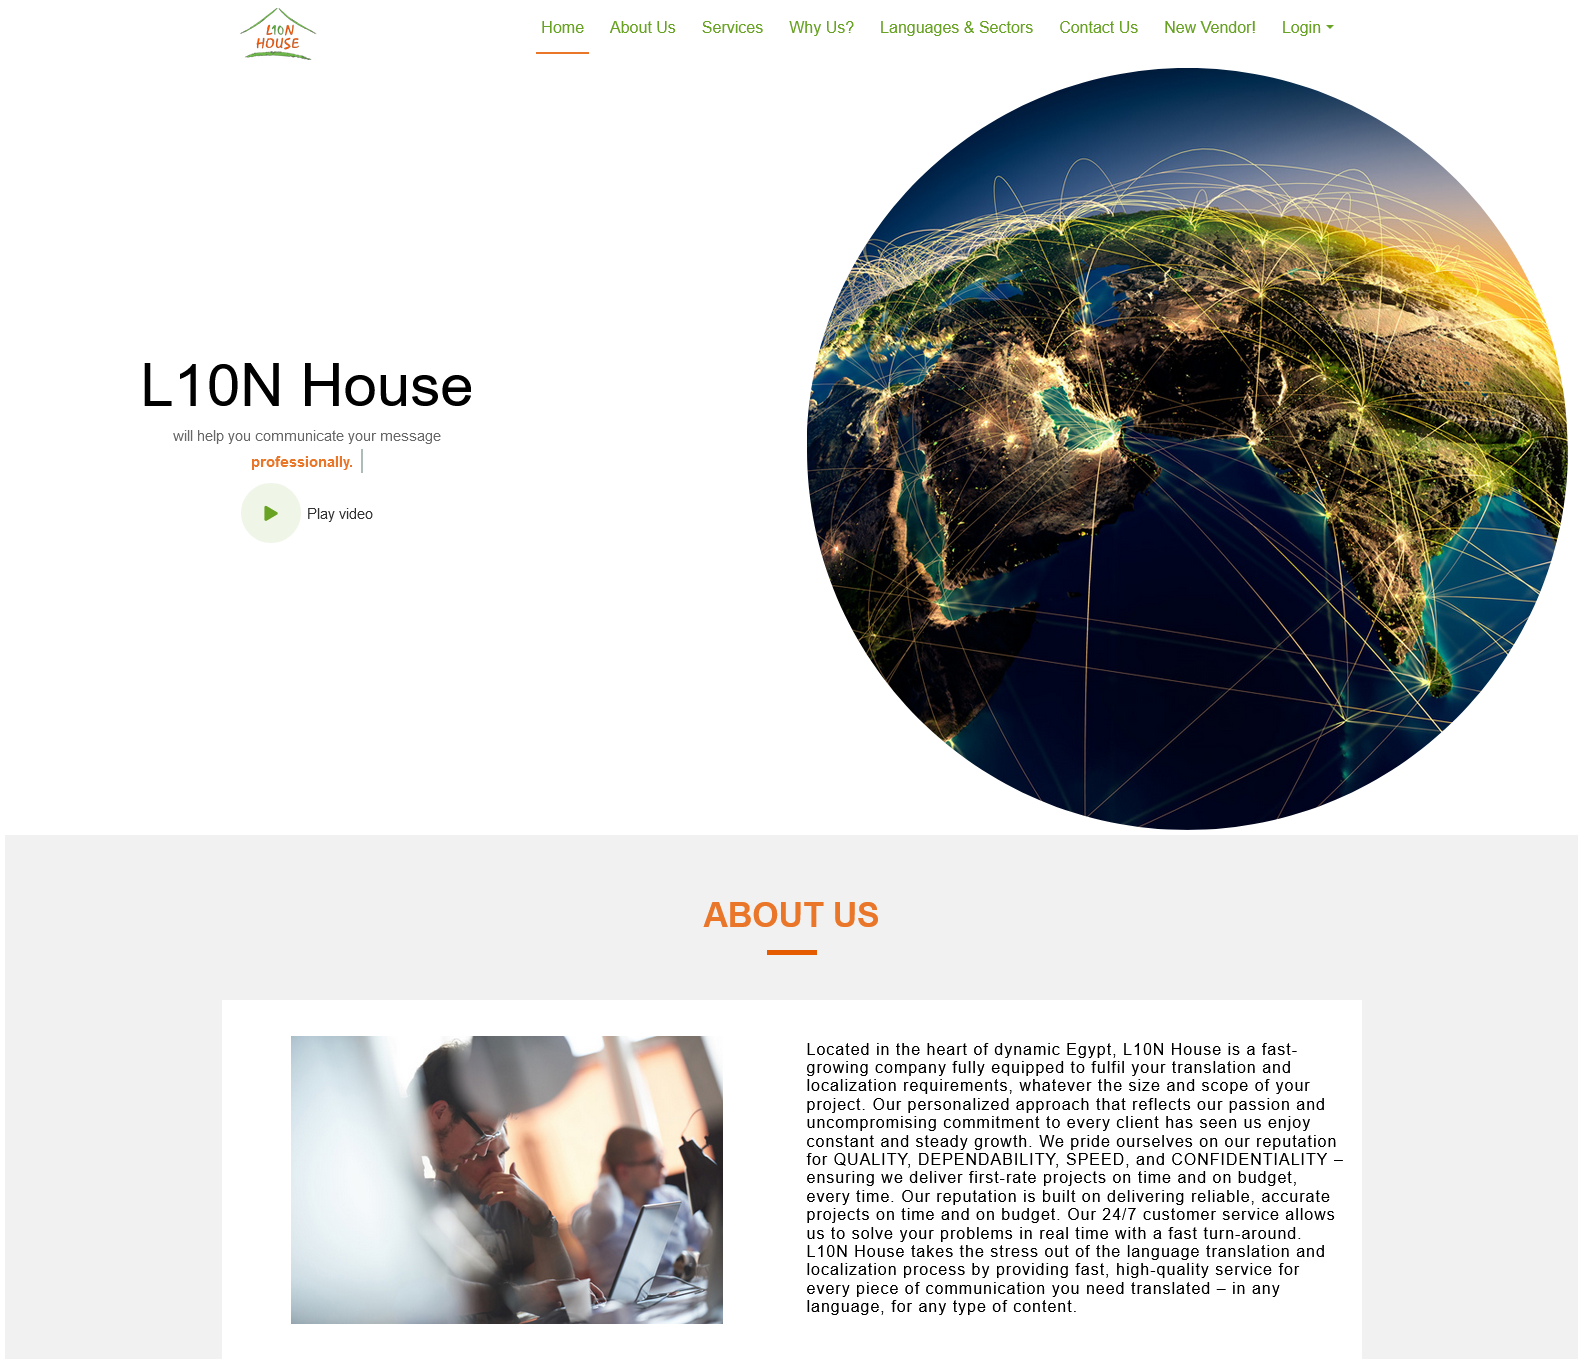 L10N
HOUSE
Home About Us Services Why Us? Languages & Sectors Contact Us New Vendor! Login
L10N House
will help you communicate your message
professionally.
Play video
ABOUT US
Located in the heart of dynamic Egypt, L10N House is a fast-
growing company fully equipped to fulfil your translation and
localization requirements, whatever the size and scope of your
project. Our personalized approach that reflects our passion and
uncompromising commitment to every client has seen us enjoy
constant and steady growth. We pride ourselves on our reputation
for QUALITY, DEPENDABILITY, SPEED, and CONFIDENTIALITY –
ensuring we deliver first-rate projects on time and on budget,
every time. Our reputation is built on delivering reliable, accurate
projects on time and on budget. Our 24/7 customer service allows
us to solve your problems in real time with a fast turn-around.
L10N House takes the stress out of the language translation and
localization process by providing fast, high-quality service for
every piece of communication you need translated – in any
language, for any type of content.